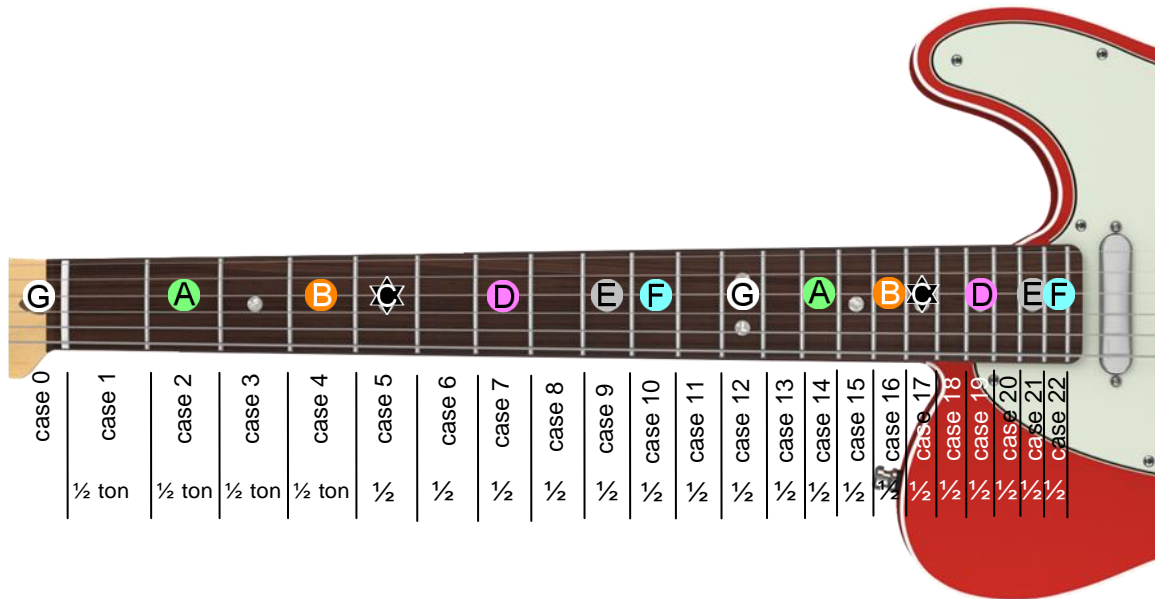 G A B C D E F G A B C D E F
case 0 case 1 case 2 case 3 case 4 case 5 case 6 case 7 case 8 case 9 case 10 case 11 case 12 case 13 case 14 case 15 case 16 case 17 case 18 case 19 case 20 case 21 case 22
½ ton ½ ton ½ ton ½ ton ½ ½ ½ ½ ½ ½ ½ ½ ½ ½ ½ ½ ½ ½ ½ ½ ½ ½